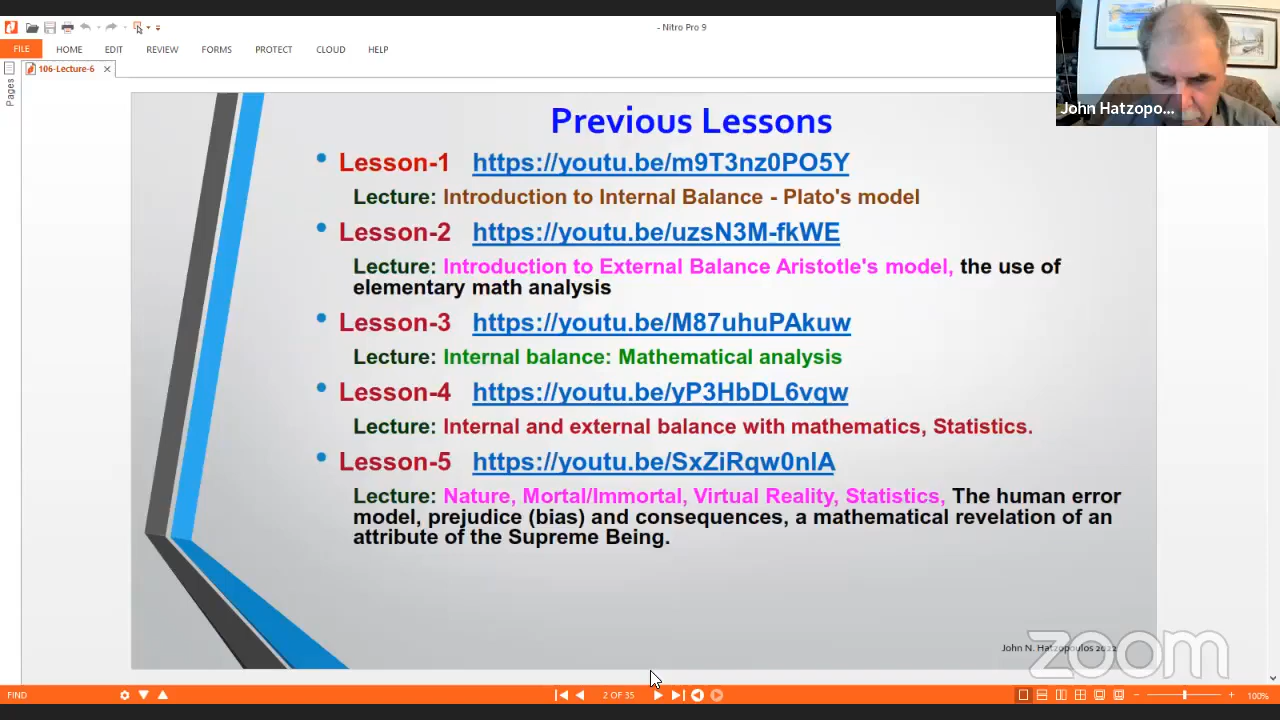 - Nitro Pro 9
FILE HOME EDIT REVIEW FORMS PROTECT CLOUD HELP
106-Lecture-6
Pages
John Hatzopo...
Previous Lessons
Lesson-1 https://youtu.be/m9T3nz0PO5Y
Lecture: Introduction to Internal Balance - Plato's model
Lesson-2 https://youtu.be/uzsN3M-fkWE
Lecture: Introduction to External Balance Aristotle's model, the use of
elementary math analysis
Lesson-3 https://youtu.be/M87uhuPAkuw
Lecture: Internal balance: Mathematical analysis
Lesson-4 https://youtu.be/yP3HbDL6vqw
Lecture: Internal and external balance with mathematics, Statistics.
Lesson-5 https://youtu.be/SxZiRqw0nlA
Lecture: Nature, Mortal/Immortal, Virtual Reality, Statistics, The human error
model, prejudice (bias) and consequences, a mathematical revelation of an
attribute of the Supreme Being.
John N. Hatzopoulos 2022
zoom
FIND
2 OF 35
100%